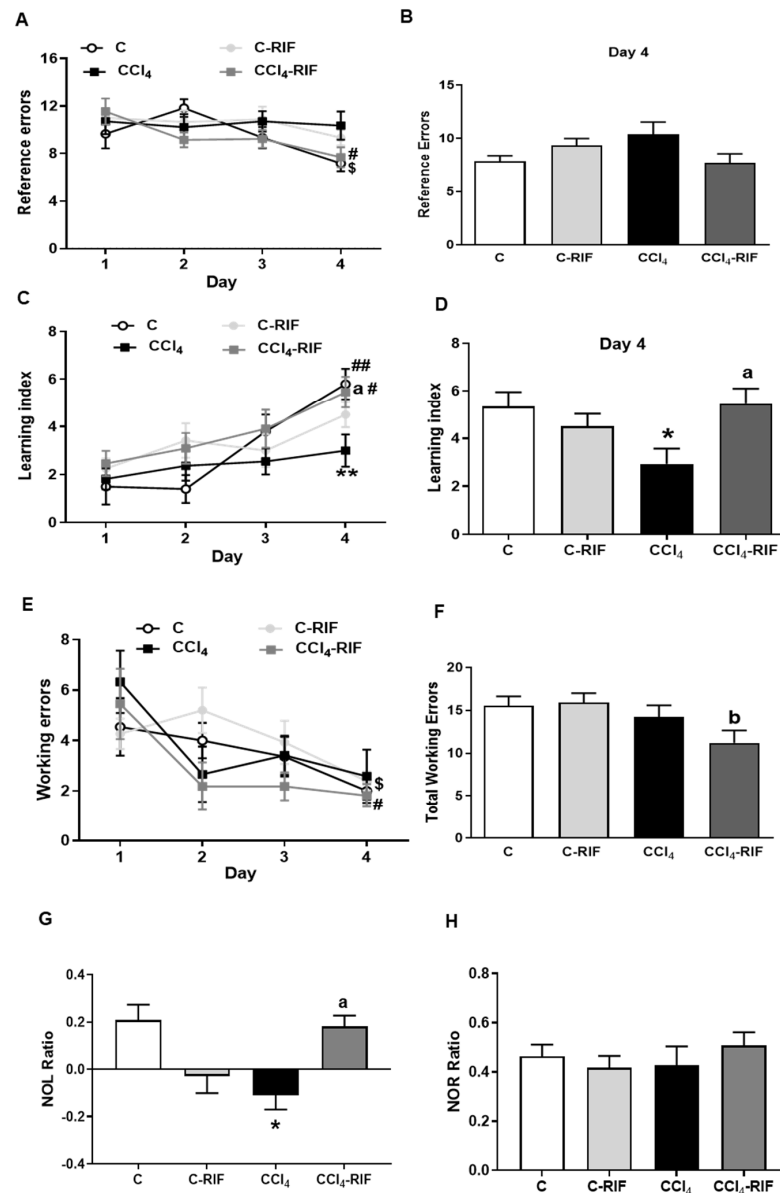 A
C
C-RIF
CCl₄
CCl₄-RIF
16
12
8
4
0
Reference errors
#
$
1 2 3 4
Day
B
Day 4
15
10
5
0
Reference Errors
C C-RIF CCl₄ CCl₄-RIF
C
C
C-RIF
CCl₄
CCl₄-RIF
8
6
4
2
0
Learning index
##
a #
**
1 2 3 4
Day
D
Day 4
8
6
4
2
0
Learning index
*
a
C C-RIF CCl₄ CCl₄-RIF
E
C
C-RIF
CCl₄
CCl₄-RIF
8
6
4
2
0
Working errors
$
#
1 2 3 4
Day
F
20
15
10
5
0
Total Working Errors
b
C C-RIF CCl₄ CCl₄-RIF
G
0.4
0.2
0.0
-0.2
-0.4
NOL Ratio
*
a
C C-RIF CCl₄ CCl₄-RIF
H
0.8
0.6
0.4
0.2
0.0
NOR Ratio
C C-RIF CCl₄ CCl₄-RIF